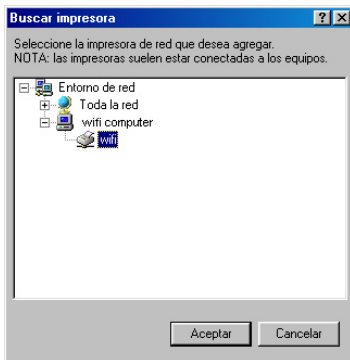 Buscar impresora
Seleccione la impresora de red que desea agregar.
NOTA: las impresoras suelen estar conectadas a los equipos.
Entorno de red
Toda la red
wifi computer
wifi
Aceptar
Cancelar